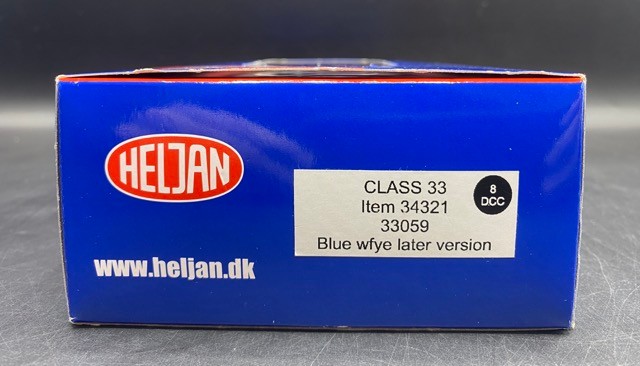 HELJAN
CLASS 33
Item 34321
33059
Blue wfye later version
8
DCC
www.heljan.dk